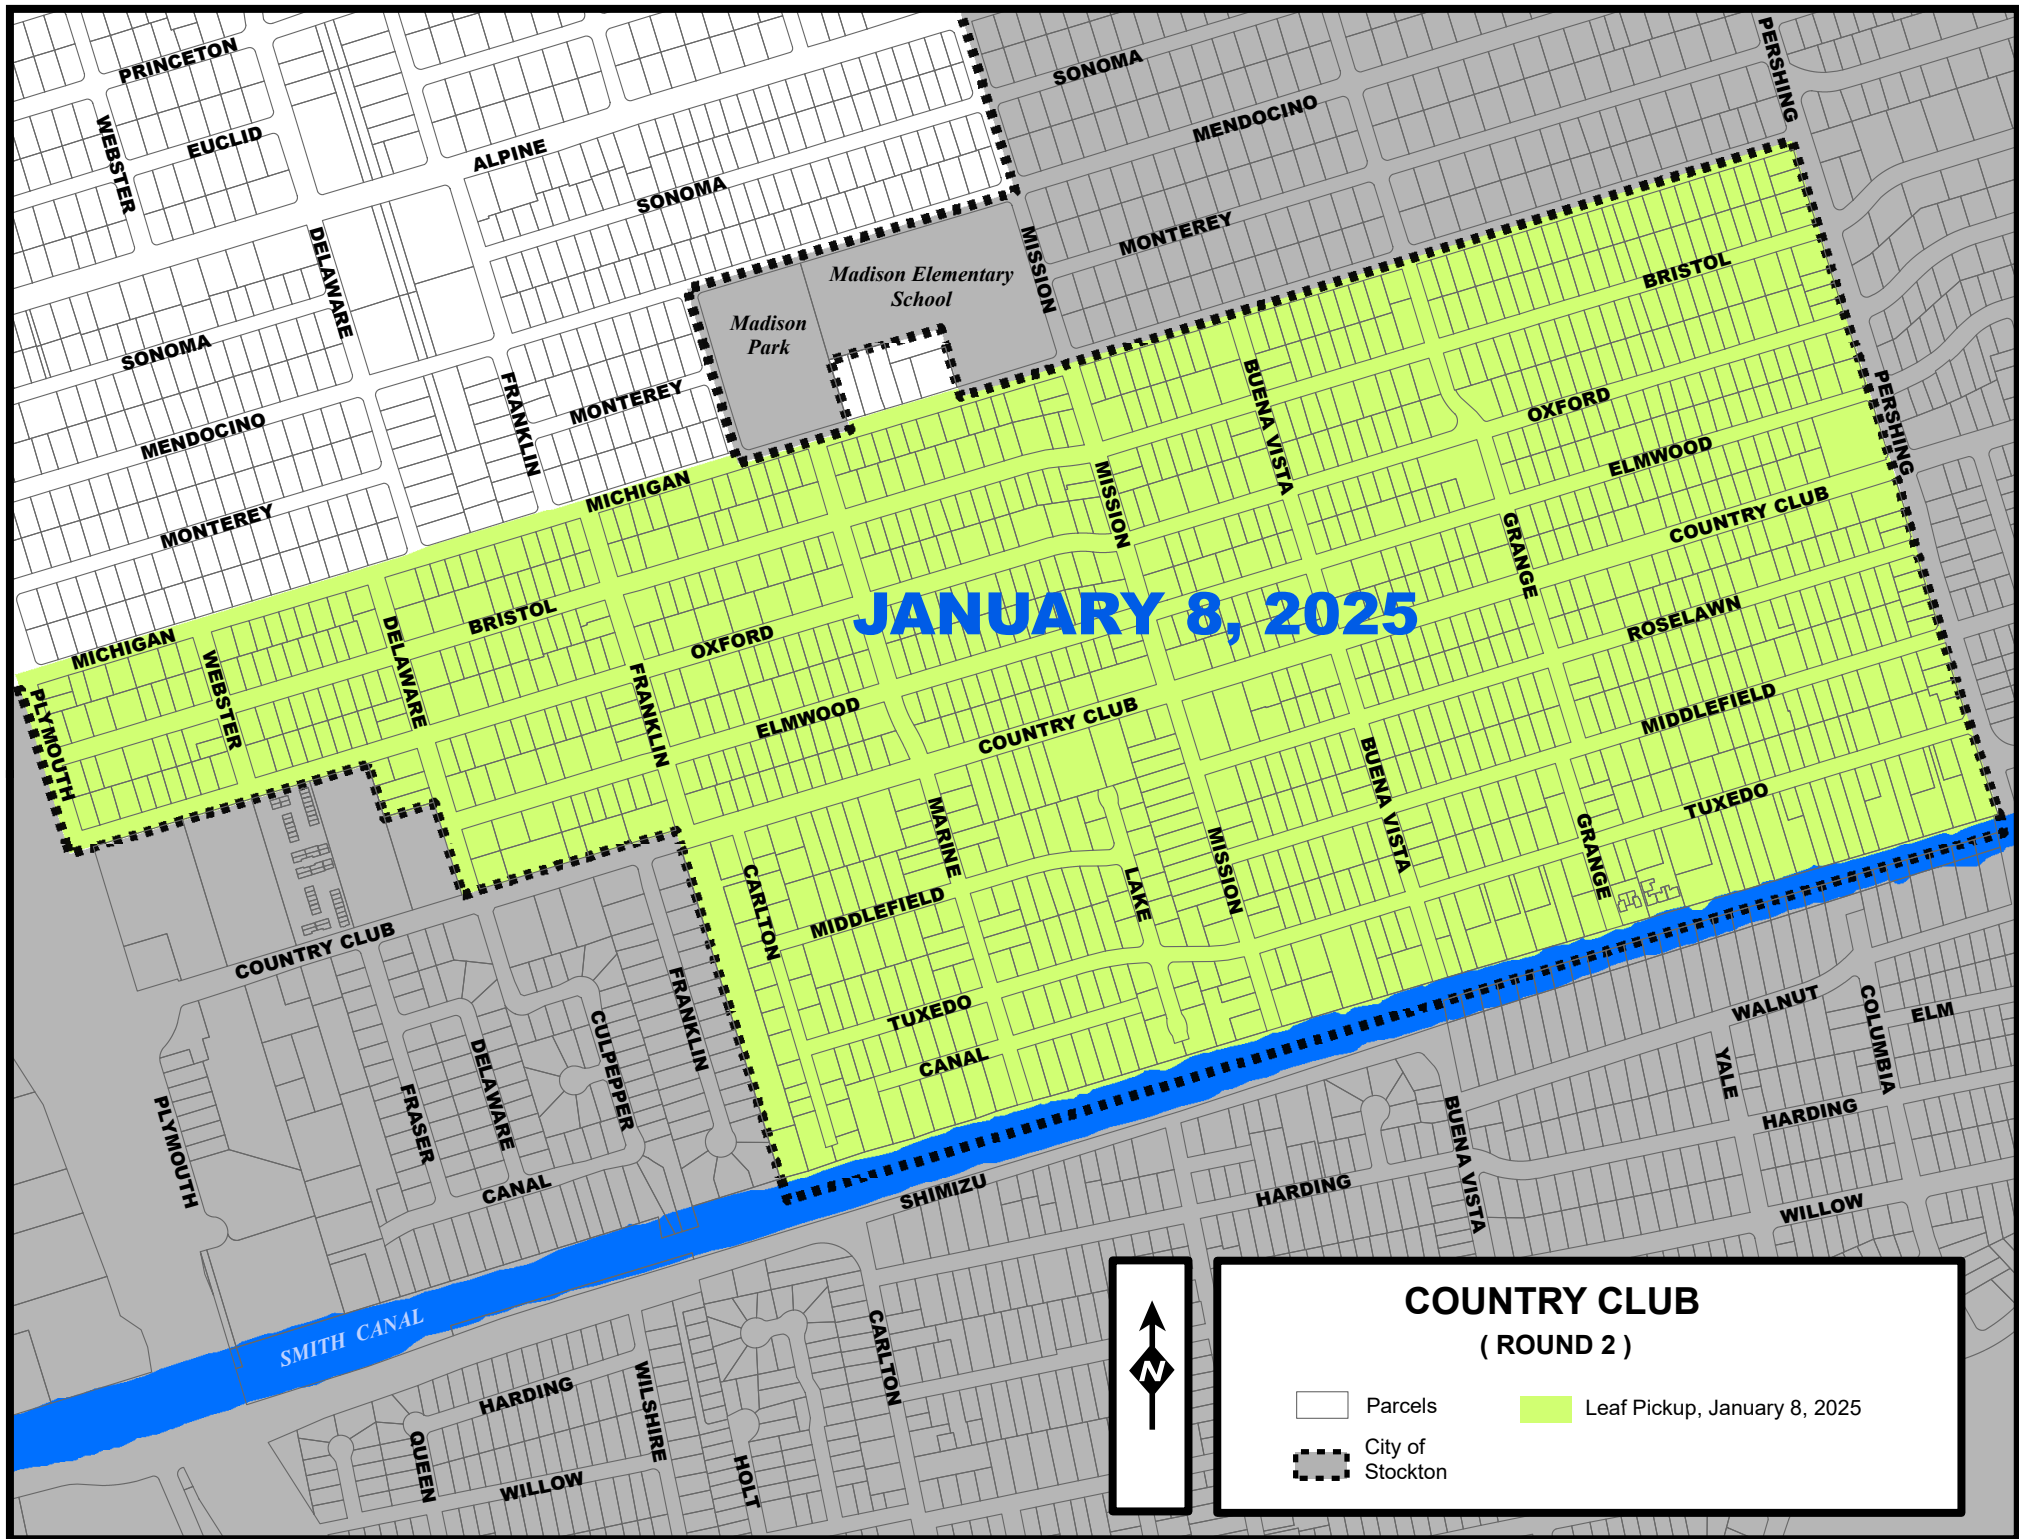 PRINCETON
SONOMA
PERSHING
WEBSTER
EUCLID
ALPINE
MENDOCINO
SONOMA
DELAWARE
MISSION
MONTEREY
Madison Elementary
School
BRISTOL
Madison
Park
SONOMA
FRANKLIN
MONTEREY
BUENA VISTA
OXFORD
PERSHING
MENDOCINO
ELMWOOD
MICHIGAN
MISSION
COUNTRY CLUB
MONTEREY
GRANGE
JANUARY 8, 2025
BRISTOL
ROSELAWN
MICHIGAN
DELAWARE
OXFORD
WEBSTER
FRANKLIN
PLYMOUTH
ELMWOOD
COUNTRY CLUB
MIDDLEFIELD
BUENA VISTA
MARINE
TUXEDO
MISSION
GRANGE
CARLTON
LAKE
MIDDLEFIELD
COUNTRY CLUB
FRANKLIN
TUXEDO
WALNUT
COLUMBIA
ELM
CULPEPPER
DELAWARE
CANAL
YALE
FRASER
PLYMOUTH
BUENA VISTA
HARDING
CANAL
SHIMIZU
HARDING
WILLOW
SMITH CANAL
CARLTON
HARDING
WILSHIRE
QUEEN
WILLOW
HOLT
N
COUNTRY CLUB
( ROUND 2 )
Parcels
Leaf Pickup, January 8, 2025
City of
Stockton